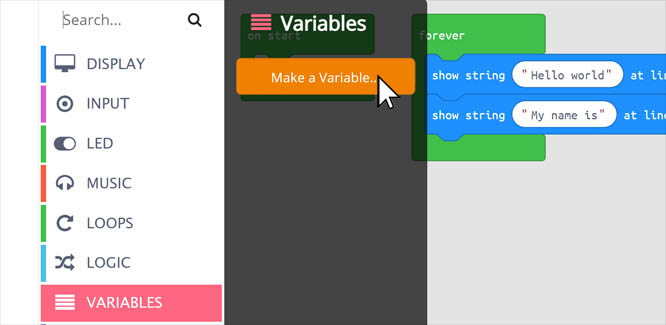 Search...
DISPLAY
INPUT
LED
MUSIC
LOOPS
LOGIC
VARIABLES
Variables
on start
Make a Variable...
forever
show string "Hello world" at lin
show string "My name is" at lin